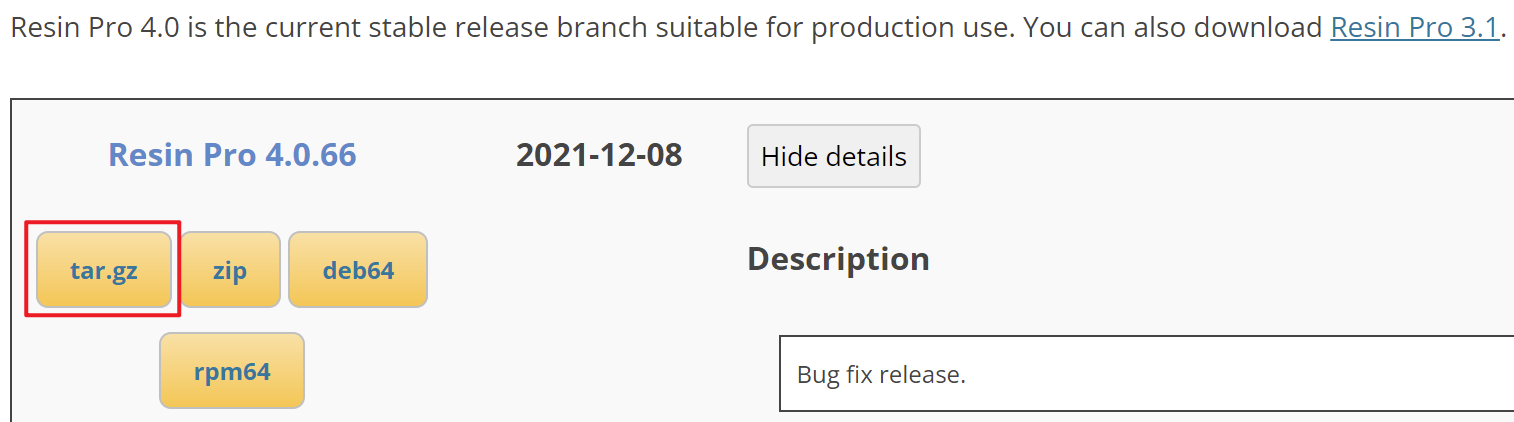 Resin Pro 4.0 is the current stable release branch suitable for production use. You can also download Resin Pro 3.1.
Resin Pro 4.0.66 2021-12-08 Hide details
tar.gz zip deb64 Description
rpm64 Bug fix release.